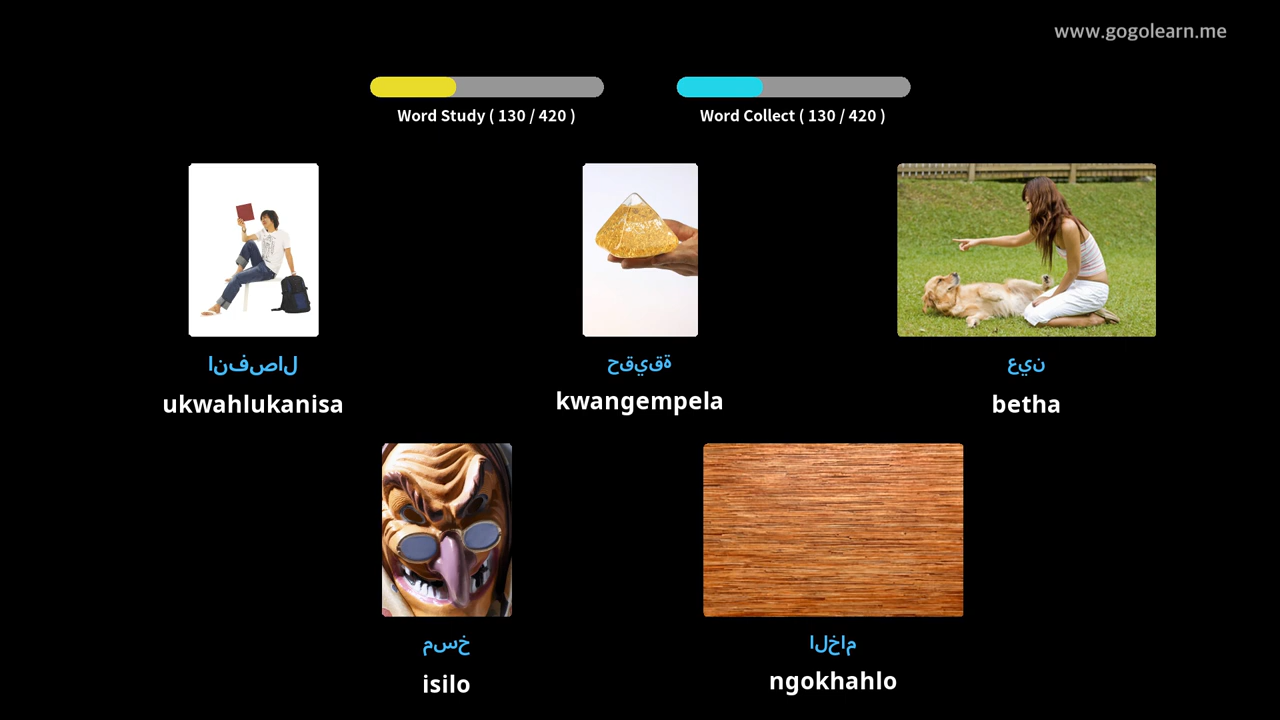 www.gogolearn.me
Word Study ( 130 / 420 )
Word Collect ( 130 / 420 )
انفصال
حقيقة
عين
ukwahlukanisa
kwangempela
betha
مسخ
الخام
isilo
ngokhahlo